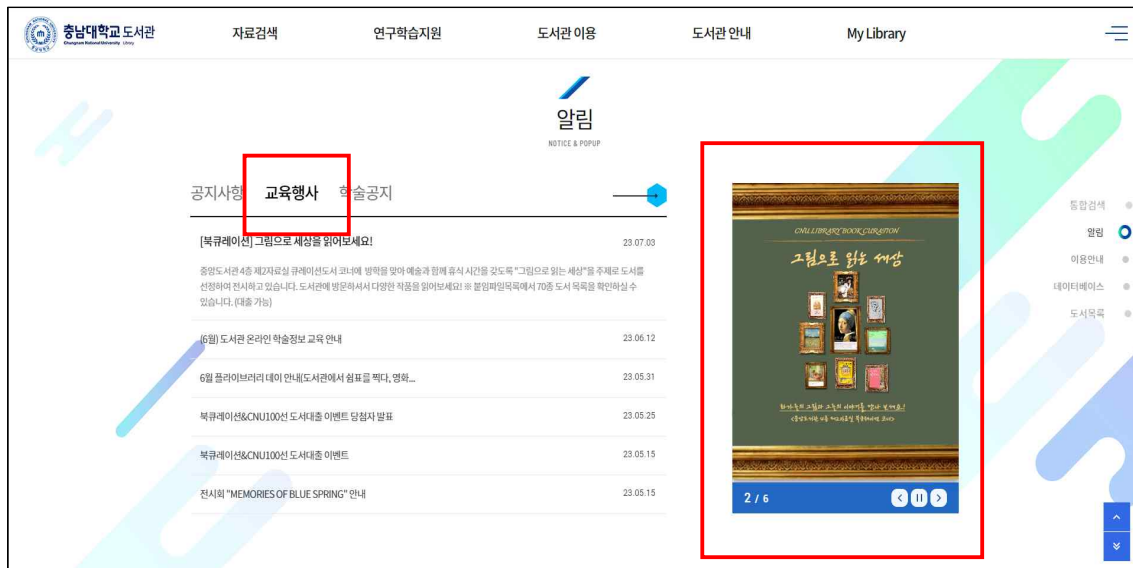 충남대학교 도서관
Chungnam National University Library
자료검색
연구학습지원
도서관 이용
도서관 안내
My Library
알림
NOTICE & POPUP
공지사항
교육행사
학술공지
[북큐레이션] 그림으로 세상을 읽어보세요!
23.07.03
중앙도서관 4층 제2자료실 큐레이션도서 코너에 방학을 맞아 예술과 함께 휴식 시간을 갖도록 "그림으로 읽는 세상"을 주제로 도서를
선정하여 전시하고 있습니다. 도서관에 방문하셔서 다양한 작품을 읽어보세요! ※ 붙임파일목록에서 70종 도서 목록을 확인하실 수
있습니다. (대출 가능)
(6월) 도서관 온라인 학술정보 교육 안내
23.06.12
6월 플라이브러리 데이 안내(도서관에서 쉼표를 찍다, 영화...
23.05.31
북큐레이션&CNU100선 도서대출 이벤트 당첨자 발표
23.05.25
북큐레이션&CNU100선 도서대출 이벤트
23.05.15
전시회 "MEMORIES OF BLUE SPRING" 안내
23.05.15
CNU LIBRARY BOOK CURATION
그림으로 읽는 세상
2 / 6
통합검색
알림
이용안내
데이터베이스
도서목록